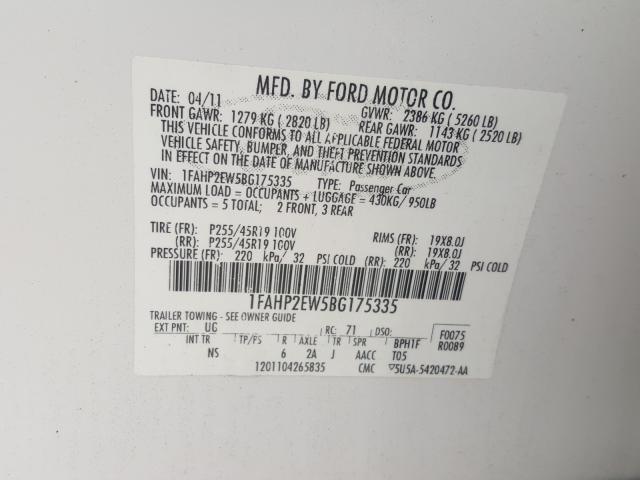 MFD. BY FORD MOTOR CO.
DATE: 04/11 GVWR: 2386 KG ( 5260 LB)
FRONT GAWR: 1279 KG ( 2820 LB) REAR GAWR: 1143 KG ( 2520 LB)
THIS VEHICLE CONFORMS TO ALL APPLICABLE FEDERAL MOTOR
VEHICLE SAFETY, BUMPER, AND THEFT PREVENTION STANDARDS
IN EFFECT ON THE DATE OF MANUFACTURE SHOWN ABOVE.
VIN: 1FAHP2EW5BG175335 TYPE: Passenger Car
MAXIMUM LOAD = OCCUPANTS + LUGGAGE = 430KG/ 950LB
OCCUPANTS = 5 TOTAL; 2 FRONT, 3 REAR
TIRE (FR): P255/45R19 100V RIMS (FR): 19X8.0J
(RR): P255/45R19 100V (RR): 19X8.0J
PRESSURE (FR): 220 kPa/ 32 PSI COLD (RR): 220 kPa/ 32 PSI COLD
1FAHP2EW5BG175335
TRAILER TOWING - SEE OWNER GUIDE
EXT PNT: UG RC: 71 DSO: F0075
INT TR TP/PS R AXLE TR SPR BPH1F R0089
NS 6 2A J AACC T05
1201104265835 CMC ▽5U5A-5420472-AA